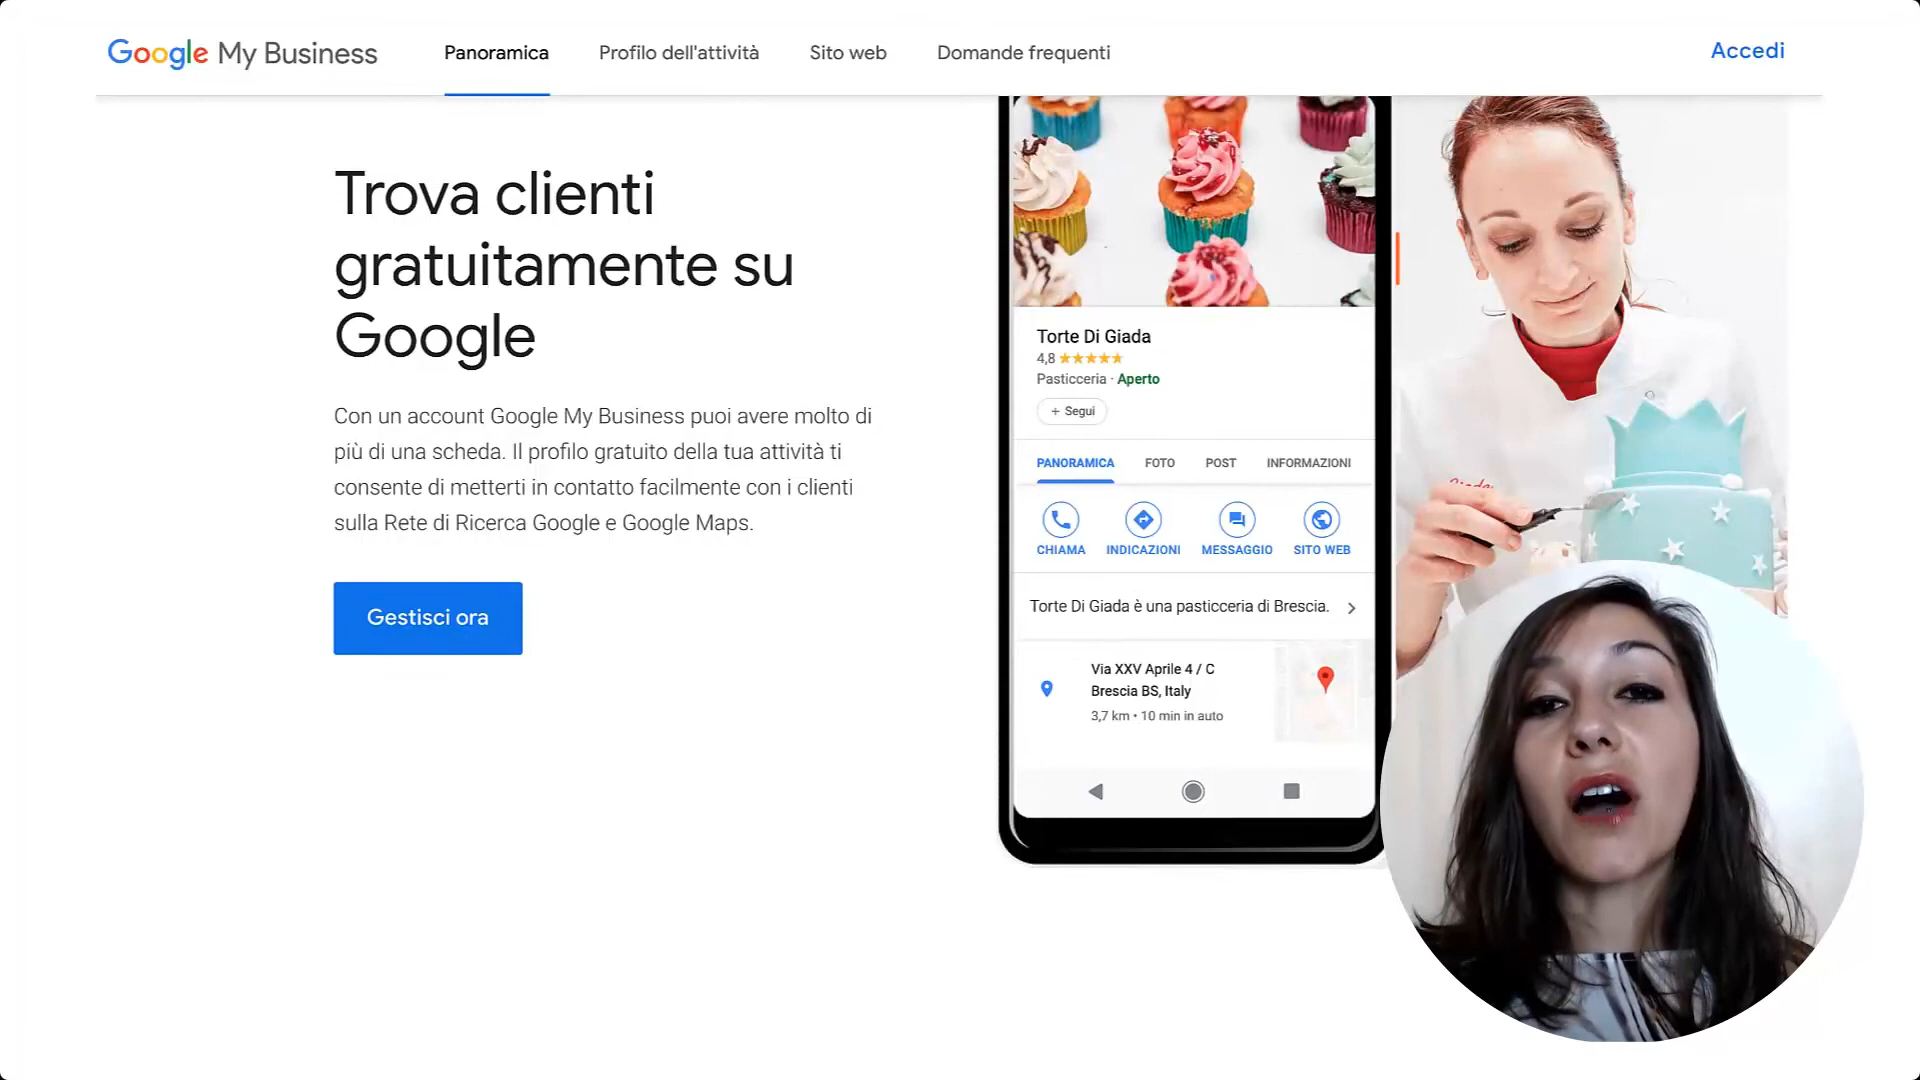 Google My Business
Panoramica
Profilo dell'attività
Sito web
Domande frequenti
Accedi
Trova clienti
gratuitamente su
Google
Con un account Google My Business puoi avere molto di
più di una scheda. Il profilo gratuito della tua attività ti
consente di metterti in contatto facilmente con i clienti
sulla Rete di Ricerca Google e Google Maps.
Gestisci ora
Torte Di Giada
4,8
Pasticceria · Aperto
+ Segui
PANORAMICA
FOTO
POST
INFORMAZIONI
CHIAMA
INDICAZIONI
MESSAGGIO
SITO WEB
Torte Di Giada è una pasticceria di Brescia.
Via XXV Aprile 4 / C
Brescia BS, Italy
3,7 km • 10 min in auto